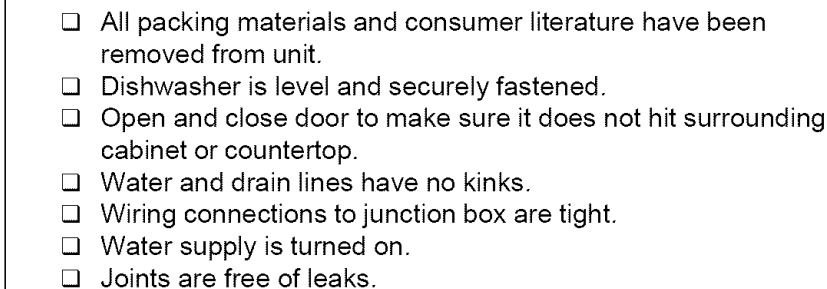 ❑ All packing materials and consumer literature have been
removed from unit.
❑ Dishwasher is level and securely fastened.
❑ Open and close door to make sure it does not hit surrounding
cabinet or countertop.
❑ Water and drain lines have no kinks.
❑ Wiring connections to junction box are tight.
❑ Water supply is turned on.
❑ Joints are free of leaks.